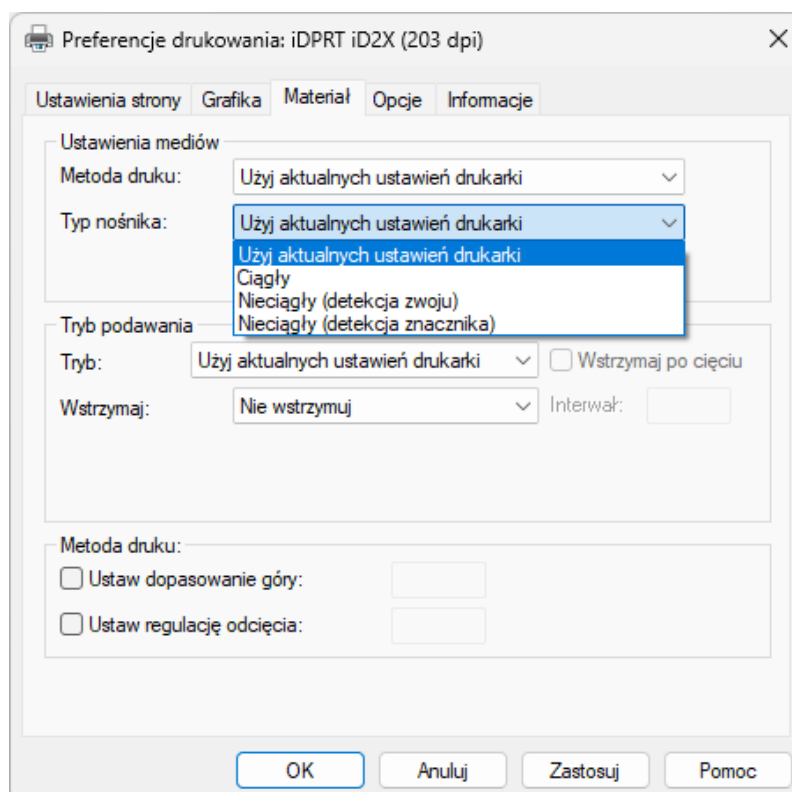 Preferencje drukowania: iDPRT iD2X (203 dpi)
Ustawienia strony Grafika Materiał Opcje Informacje
Ustawienia mediów
Metoda druku: Użyj aktualnych ustawień drukarki
Typ nośnika: Użyj aktualnych ustawień drukarki
Użyj aktualnych ustawień drukarki
Ciągły
Nieciągły (detekcja zwoju)
Nieciągły (detekcja znacznika)
Tryb podawania
Tryb: Użyj aktualnych ustawień drukarki Wstrzymaj po cięciu
Wstrzymaj: Nie wstrzymuj Interwał:
Metoda druku:
Ustaw dopasowanie góry:
Ustaw regulację odcięcia:
OK Anuluj Zastosuj Pomoc